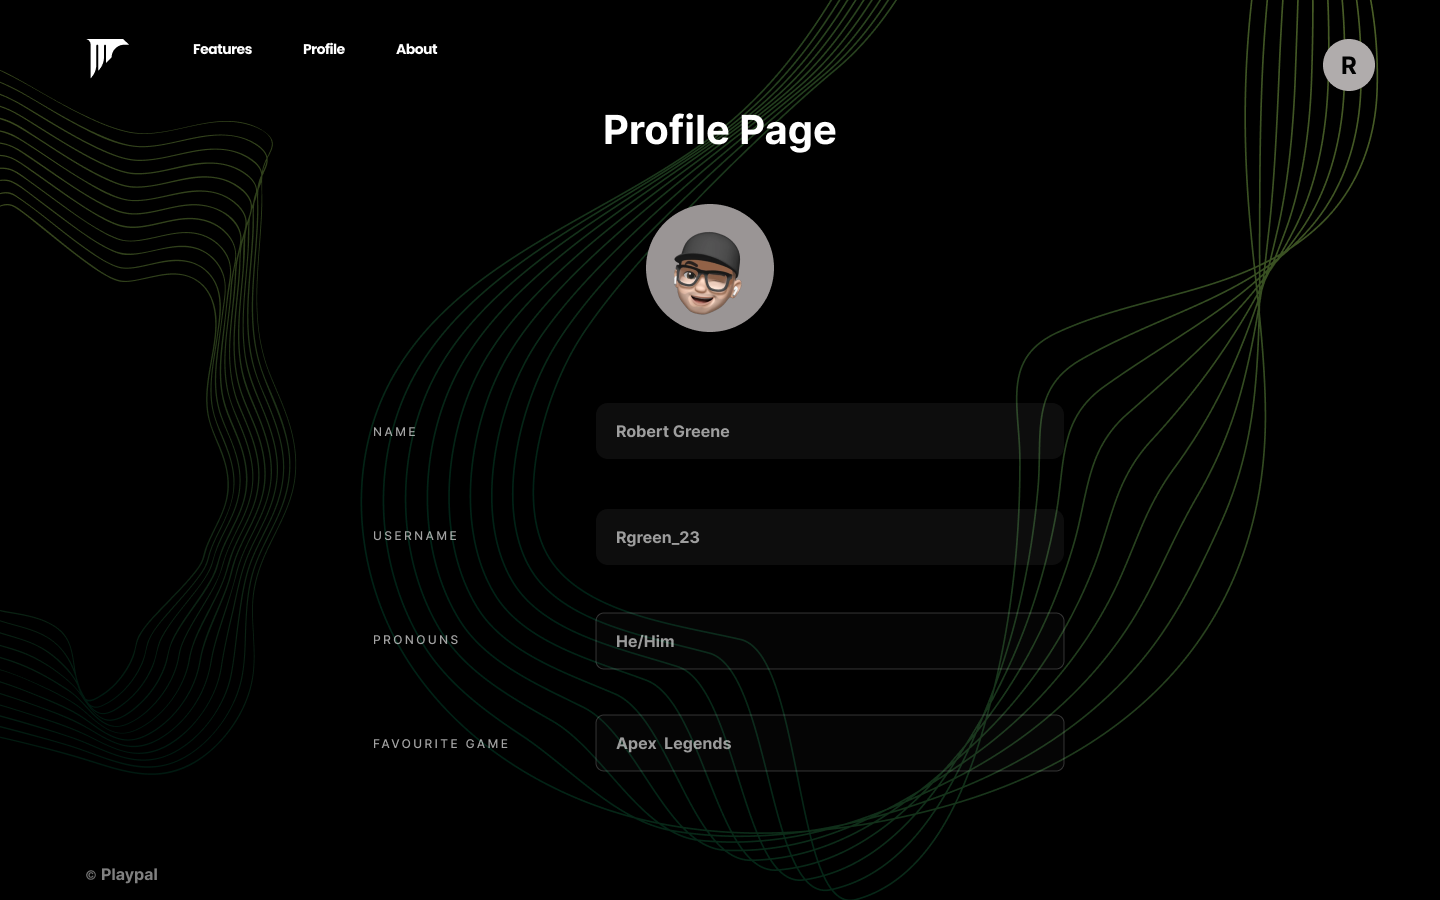 Features Profile About
R
Profile Page
NAME Robert Greene
USERNAME Rgreen_23
PRONOUNS He/Him
FAVOURITE GAME Apex Legends
© Playpal